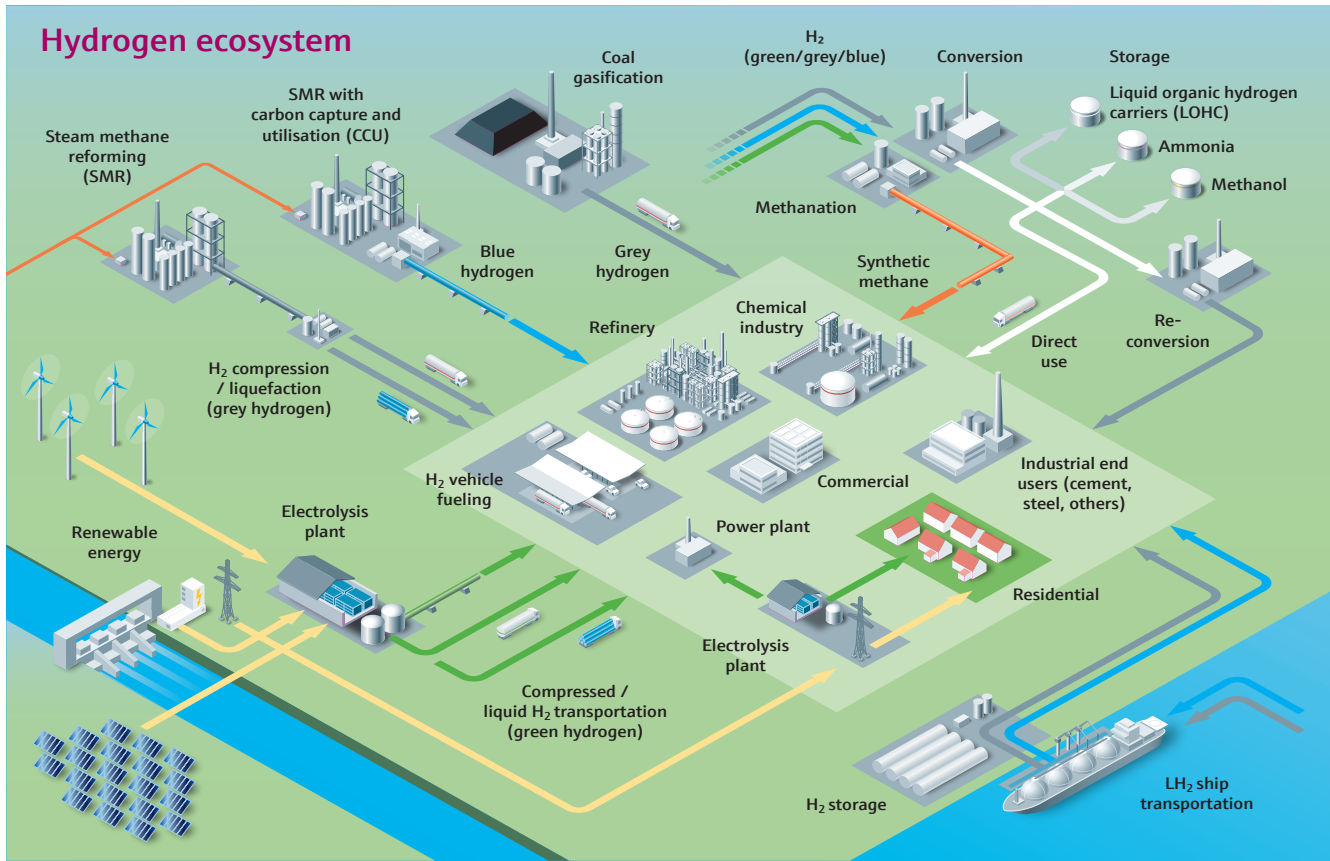 Hydrogen ecosystem
Coal
gasification
H₂
(green/grey/blue)
Conversion
Storage
Liquid organic hydrogen
carriers (LOHC)
Ammonia
Methanol
SMR with
carbon capture and
utilisation (CCU)
Steam methane
reforming
(SMR)
Methanation
Blue
hydrogen
Grey
hydrogen
Synthetic
methane
Refinery
Chemical
industry
Direct
use
Re-
conversion
H₂ compression
/ liquefaction
(grey hydrogen)
H₂ vehicle
fueling
Commercial
Industrial end
users (cement,
steel, others)
Renewable
energy
Electrolysis
plant
Power plant
Residential
Electrolysis
plant
Compressed /
liquid H₂ transportation
(green hydrogen)
H₂ storage
LH₂ ship
transportation